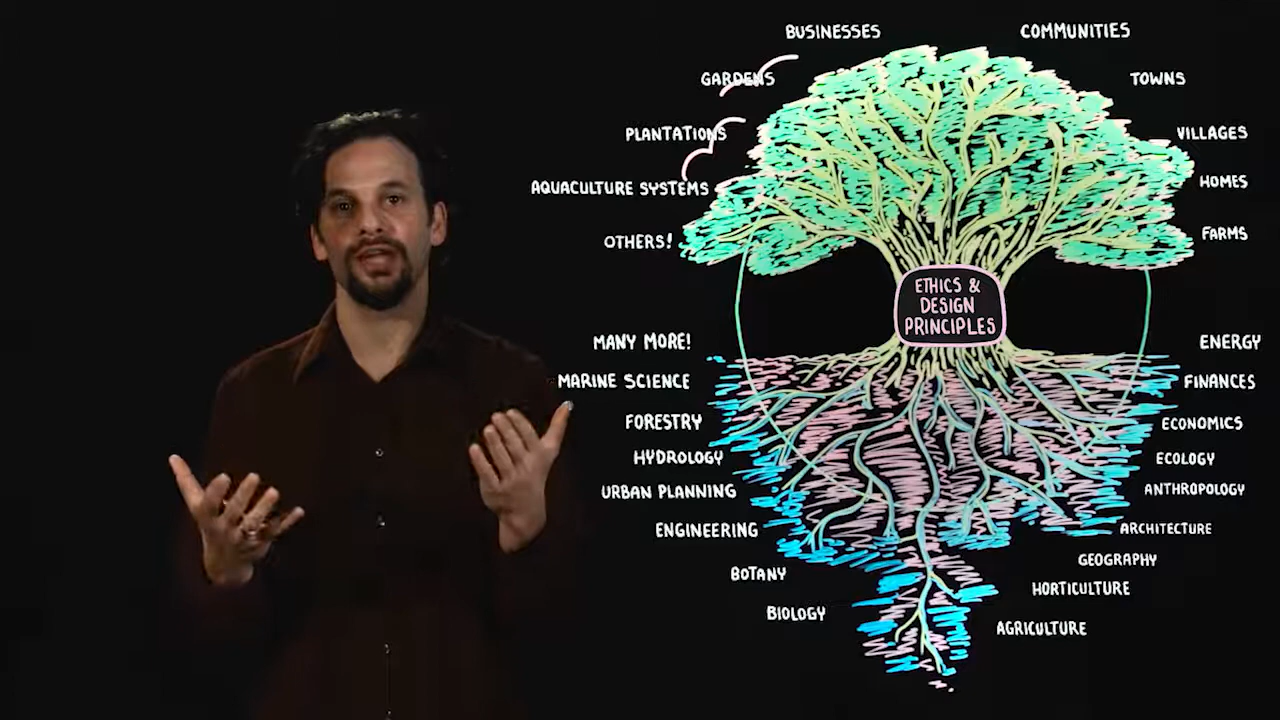 BUSINESSES
COMMUNITIES
GARDENS
TOWNS
PLANTATIONS
VILLAGES
AQUACULTURE SYSTEMS
HOMES
OTHERS!
FARMS
ETHICS &
DESIGN
PRINCIPLES
MANY MORE!
ENERGY
MARINE SCIENCE
FINANCES
FORESTRY
ECONOMICS
HYDROLOGY
ECOLOGY
URBAN PLANNING
ANTHROPOLOGY
ENGINEERING
ARCHITECTURE
GEOGRAPHY
BOTANY
HORTICULTURE
BIOLOGY
AGRICULTURE